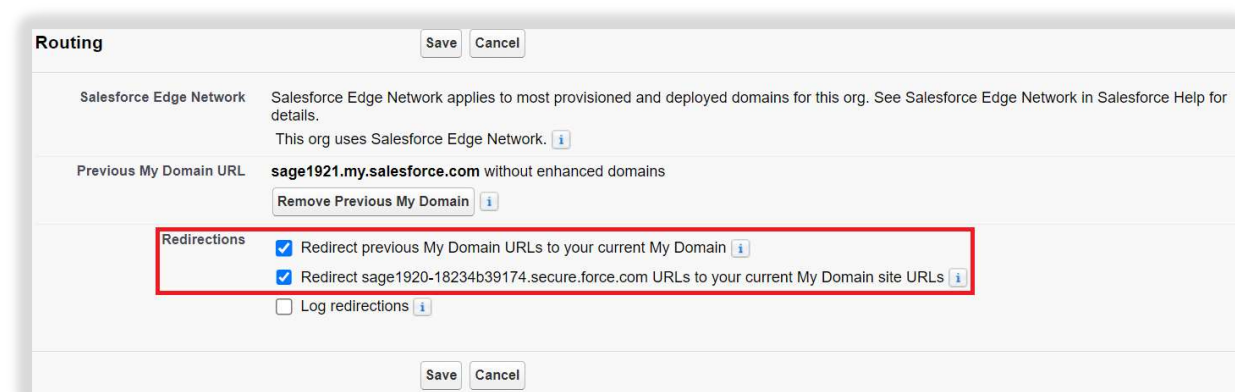 Routing
Save Cancel
Salesforce Edge Network Salesforce Edge Network applies to most provisioned and deployed domains for this org. See Salesforce Edge Network in Salesforce Help for
details.
This org uses Salesforce Edge Network. i
Previous My Domain URL sage1921.my.salesforce.com without enhanced domains
Remove Previous My Domain i
Redirections Redirect previous My Domain URLs to your current My Domain i
Redirect sage1920-18234b39174.secure.force.com URLs to your current My Domain site URLs i
Log redirections i
Save Cancel